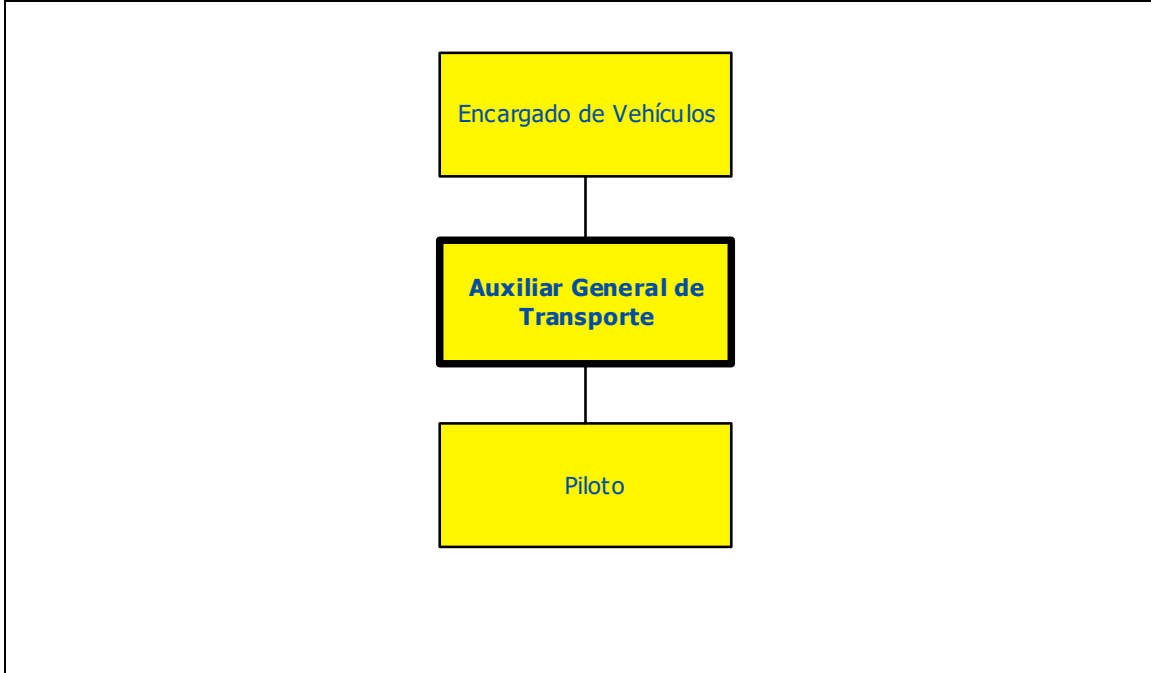 Encargado de Vehículos
Auxiliar General de
Transporte
Piloto